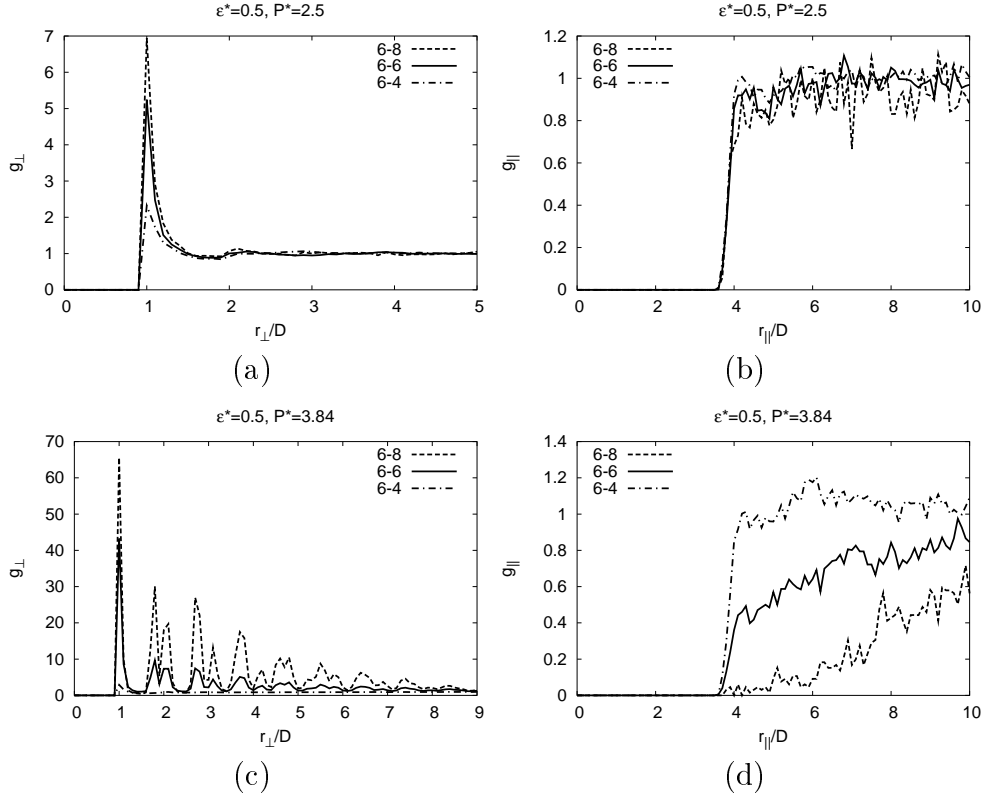 ε*=0.5, P*=2.5
7
6
5
4
3
2
1
0
g⊥
6-8
6-6
6-4
0 1 2 3 4 5
r⊥/D
(a)
ε*=0.5, P*=2.5
1.2
1
0.8
0.6
0.4
0.2
0
g||
6-8
6-6
6-4
0 2 4 6 8 10
r||/D
(b)
ε*=0.5, P*=3.84
70
60
50
40
30
20
10
0
g⊥
6-8
6-6
6-4
0 1 2 3 4 5 6 7 8 9
r⊥/D
(c)
ε*=0.5, P*=3.84
1.4
1.2
1
0.8
0.6
0.4
0.2
0
g||
6-8
6-6
6-4
0 2 4 6 8 10
r||/D
(d)